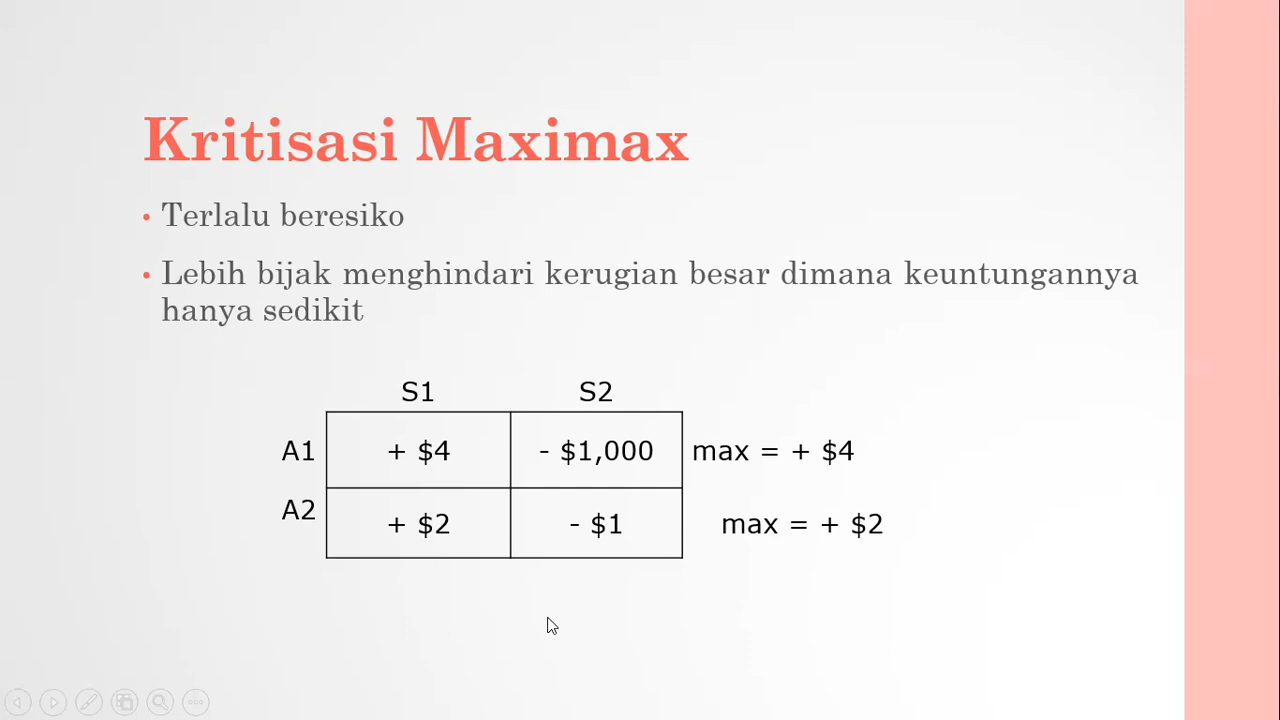 Kritisasi Maximax
• Terlalu beresiko
• Lebih bijak menghindari kerugian besar dimana keuntungannya
hanya sedikit
S1 S2
A1 + $4 - $1,000 max = + $4
A2 + $2 - $1 max = + $2